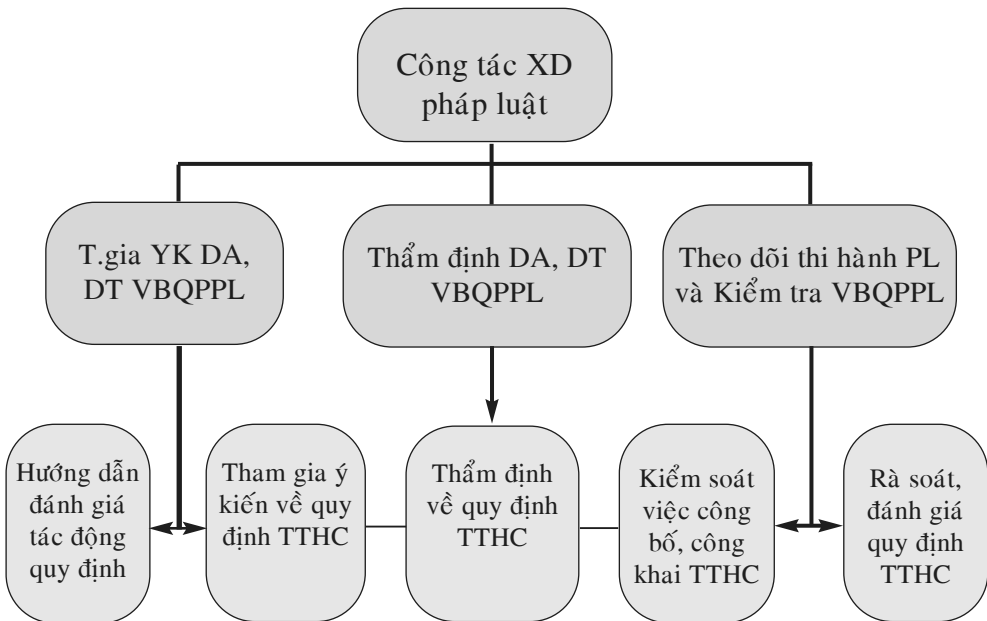 Công tác XD
pháp luật
T.gia YK DA,
DT VBQPPL
Thẩm định DA, DT
VBQPPL
Theo dõi thi hành PL
và Kiểm tra VBQPPL
Hướng dẫn
đánh giá
tác động
quy định
Tham gia ý
kiến về quy
định TTHC
Thẩm định
về quy định
TTHC
Kiểm soát
việc công
bố, công
khai TTHC
Rà soát,
đánh giá
quy định
TTHC